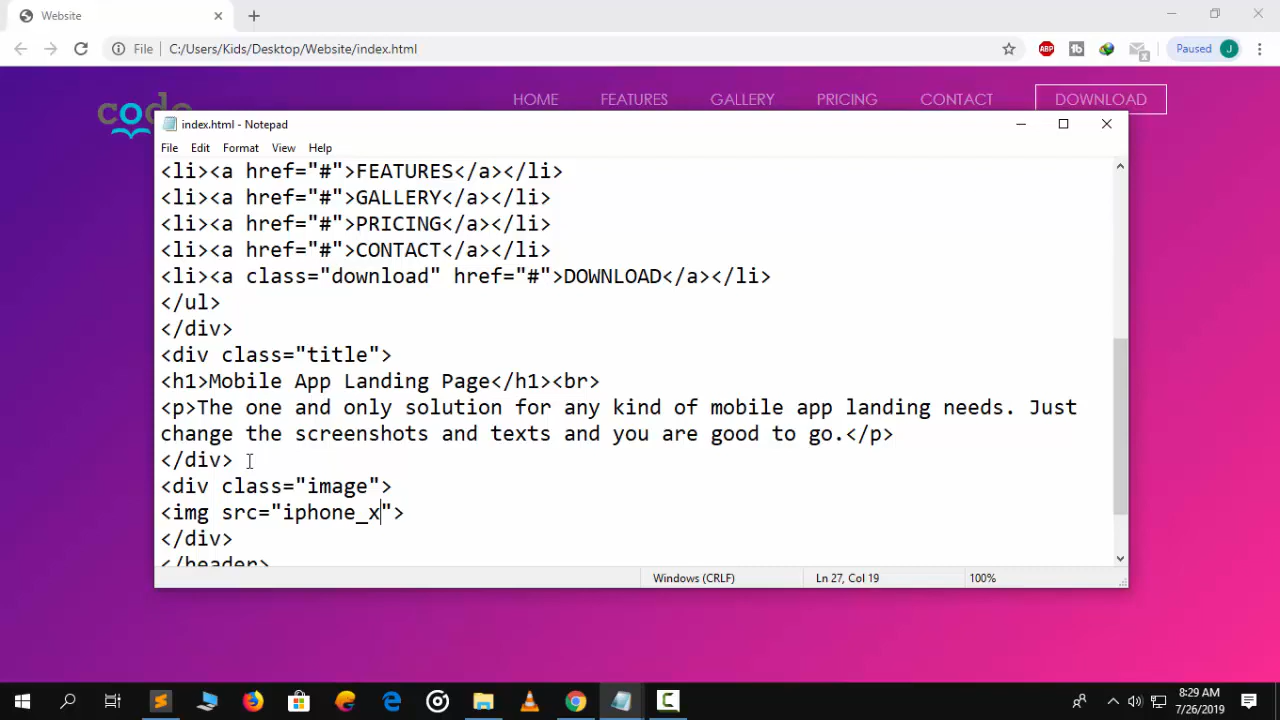 Website
File C:/Users/Kids/Desktop/Website/index.html
ABP
Paused J
code
HOME FEATURES GALLERY PRICING CONTACT DOWNLOAD
index.html - Notepad
File Edit Format View Help
<li><a href="#">FEATURES</a></li>
<li><a href="#">GALLERY</a></li>
<li><a href="#">PRICING</a></li>
<li><a href="#">CONTACT</a></li>
<li><a class="download" href="#">DOWNLOAD</a></li>
</ul>
</div>
<div class="title">
<h1>Mobile App Landing Page</h1><br>
<p>The one and only solution for any kind of mobile app landing needs. Just
change the screenshots and texts and you are good to go.</p>
</div>
<div class="image">
<img src="iphone_x">
</div>
</header>
Windows (CRLF) Ln 27, Col 19 100%
8:29 AM
7/26/2019